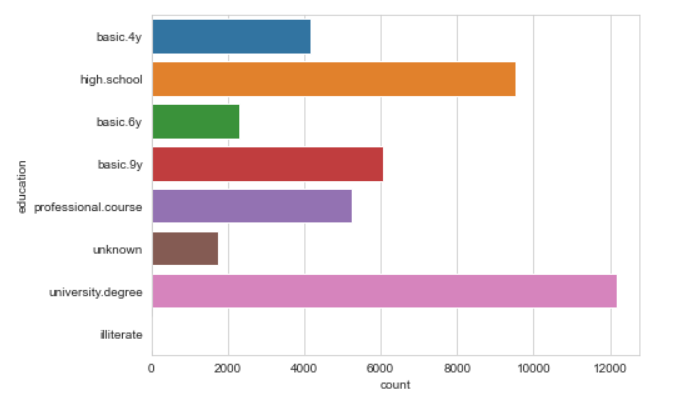 basic.4y
high.school
basic.6y
basic.9y
professional.course
unknown
university.degree
illiterate
education
0 2000 4000 6000 8000 10000 12000
count